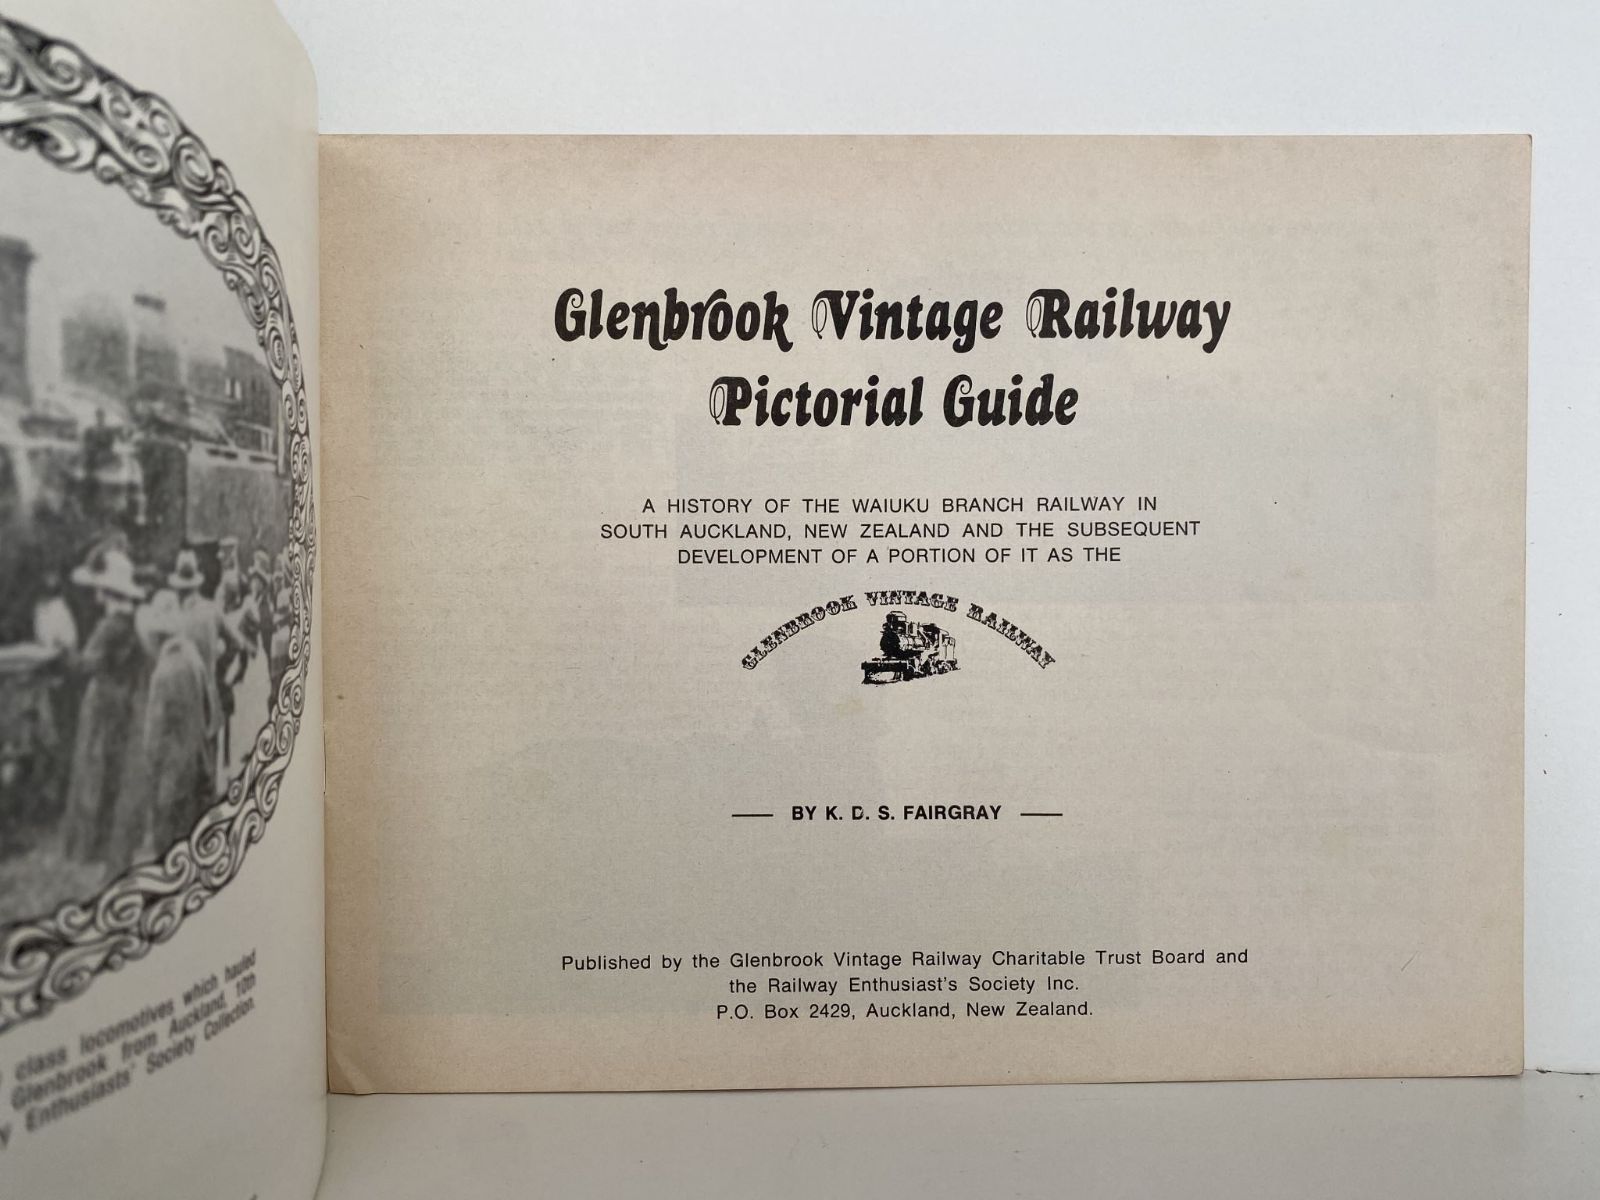 class locomotives which hauled
Glenbrook from Auckland, 10th
Enthusiasts' Society Collection.
Glenbrook Vintage Railway
Pictorial Guide
A HISTORY OF THE WAIUKU BRANCH RAILWAY IN
SOUTH AUCKLAND, NEW ZEALAND AND THE SUBSEQUENT
DEVELOPMENT OF A PORTION OF IT AS THE
GLENBROOK VINTAGE RAILWAY
BY K. D. S. FAIRGRAY
Published by the Glenbrook Vintage Railway Charitable Trust Board and
the Railway Enthusiast's Society Inc.
P.O. Box 2429, Auckland, New Zealand.